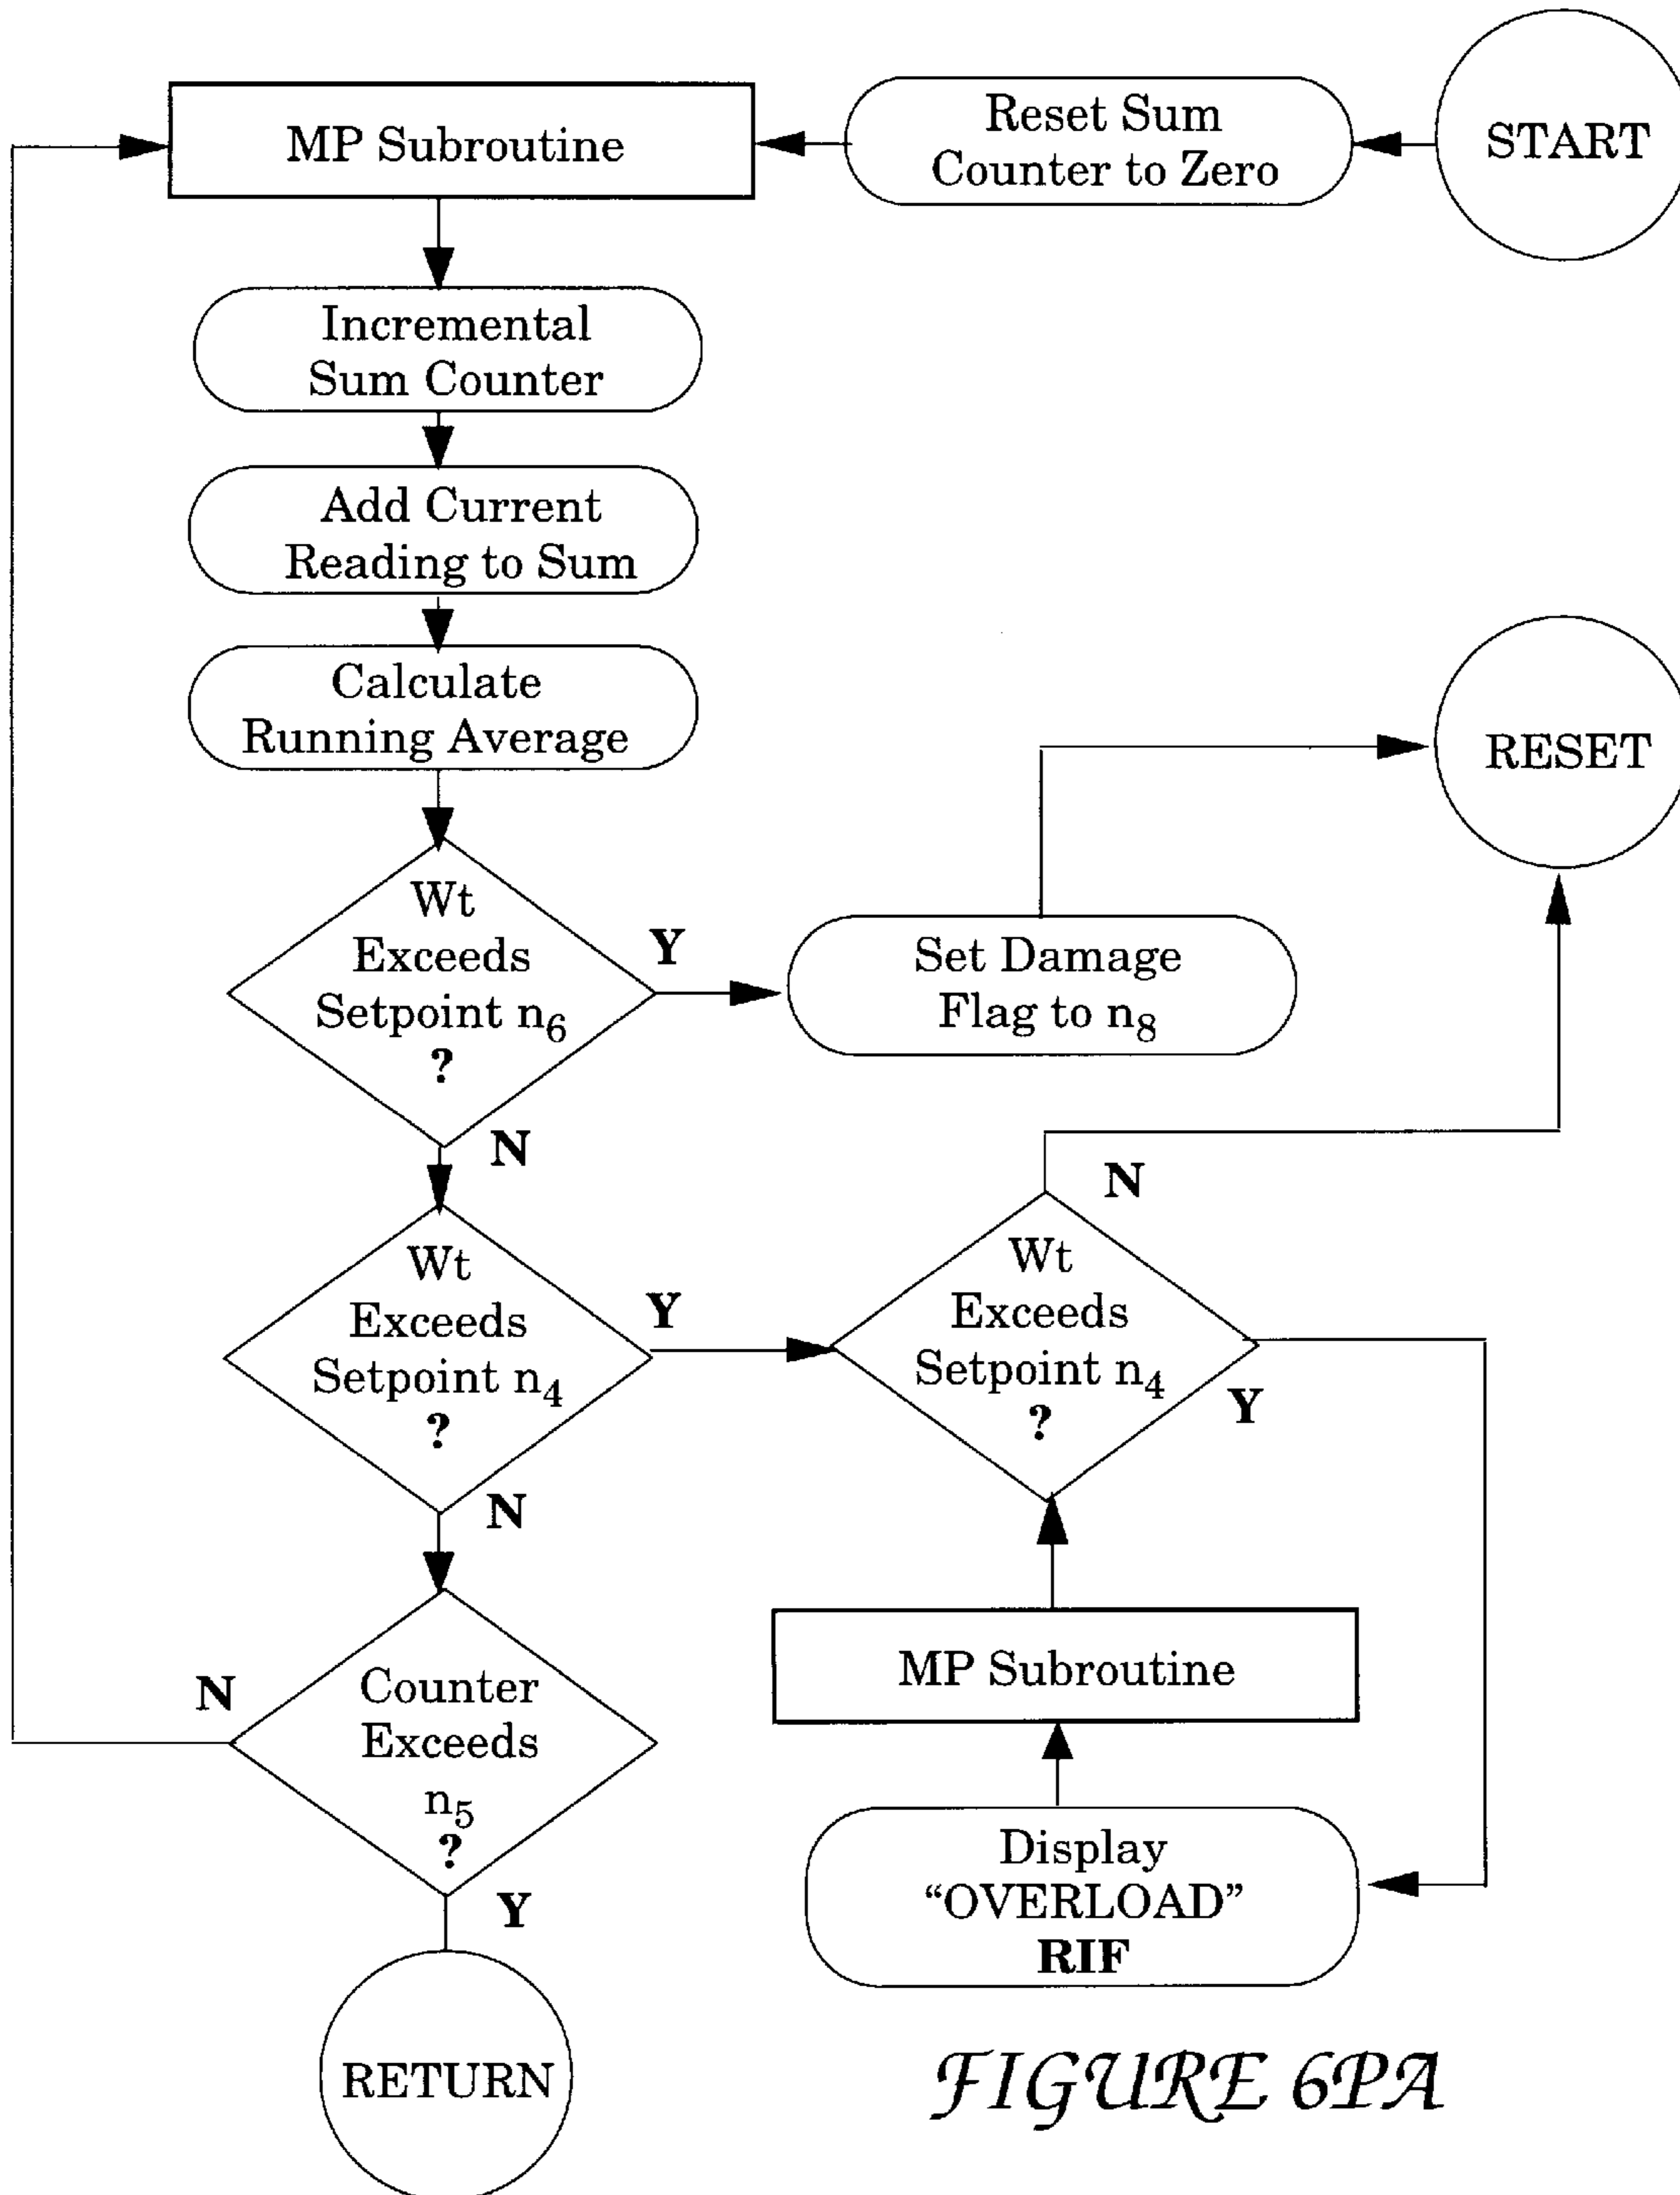 START
Reset Sum
Counter to Zero
MP Subroutine
Incremental
Sum Counter
Add Current
Reading to Sum
Calculate
Running Average
Wt
Exceeds
Setpoint n6
?
Y
N
Set Damage
Flag to n8
RESET
Wt
Exceeds
Setpoint n4
?
Y
N
Wt
Exceeds
Setpoint n4
?
N
Y
MP Subroutine
Display
“OVERLOAD”
RIF
Counter
Exceeds
n5
?
N
Y
RETURN
FIGURE 6PA